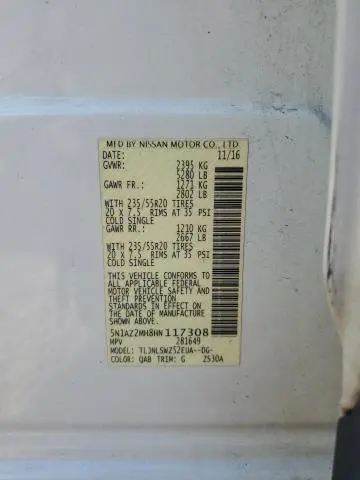 MFD BY NISSAN MOTOR CO., LTD.
DATE: 11/16
GVWR: 2395 KG
5280 LB
GAWR FR.: 1271 KG
2802 LB
WITH 235/55R20 TIRES
20 X 7.5 RIMS AT 35 PSI
COLD SINGLE
GAWR RR.: 1210 KG
2667 LB
WITH 235/55R20 TIRES
20 X 7.5 RIMS AT 35 PSI
COLD SINGLE
THIS VEHICLE CONFORMS TO
ALL APPLICABLE FEDERAL
MOTOR VEHICLE SAFETY
STANDARDS IN EFFECT ON
THE DATE OF MANUFACTURE
SHOWN ABOVE.
5N1AZ2MH8HN117308
MPV 281649
MODEL: TLJNLSWZ52EUA--DG-
COLOR: QAB TRIM: G ZS30A